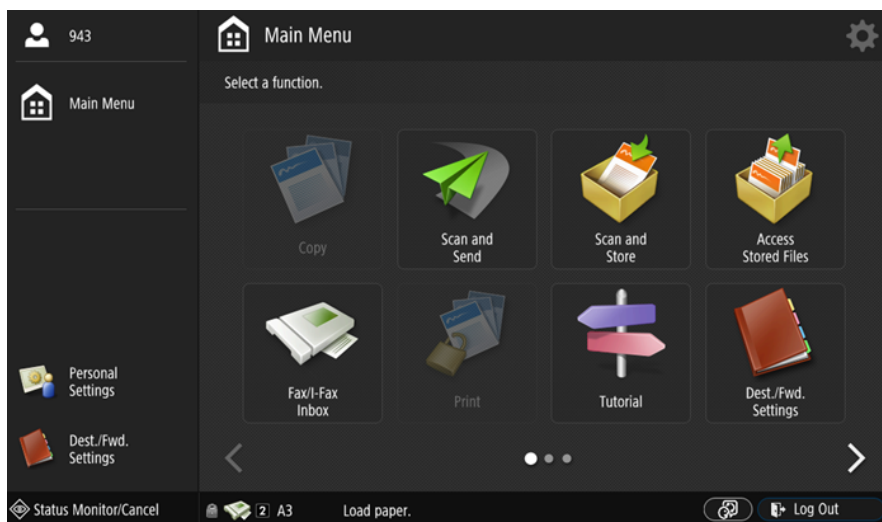 943
Main Menu
Main Menu
Select a function.
Copy
Scan and
Send
Scan and
Store
Access
Stored Files
Fax/I-Fax
Inbox
Print
Tutorial
Dest./Fwd.
Settings
Personal
Settings
Dest./Fwd.
Settings
Status Monitor/Cancel
2 A3 Load paper.
Log Out